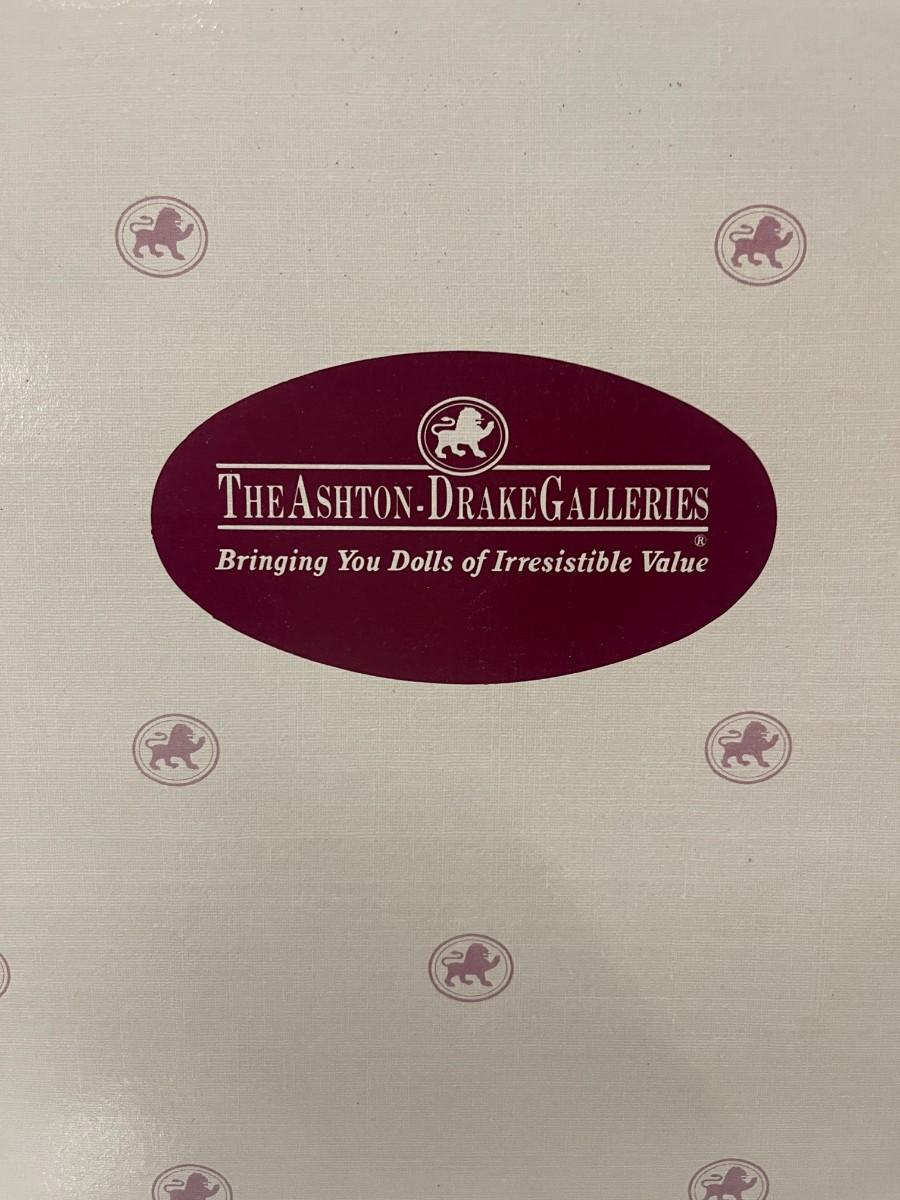 The Ashton-Drake Galleries
®
Bringing You Dolls of Irresistible Value